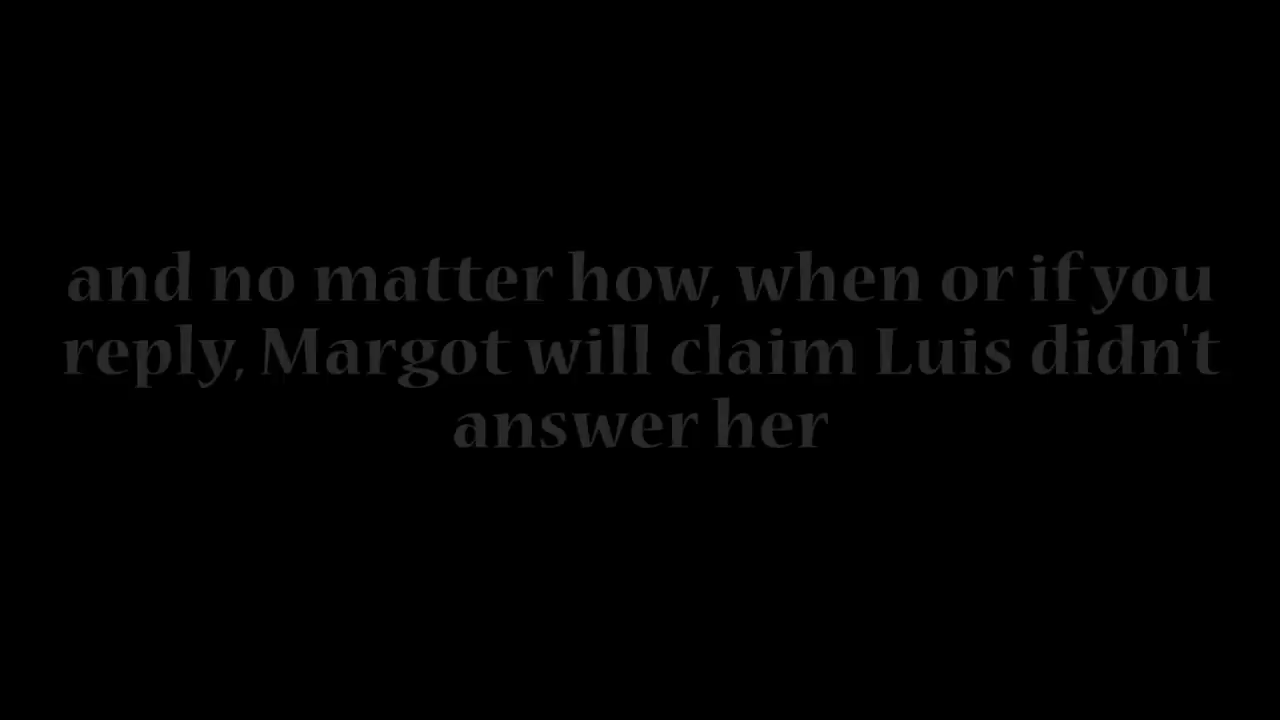 and no matter how, when or if you
reply, Margot will claim Luis didn't
answer her